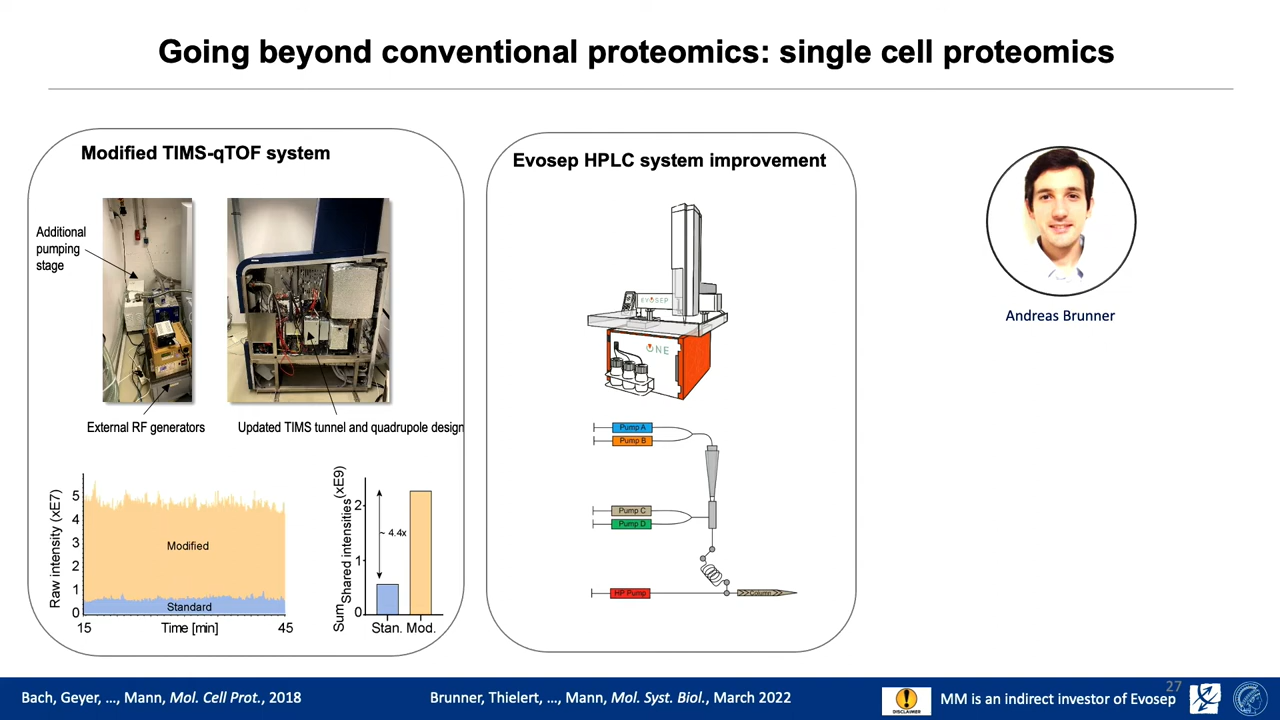 Going beyond conventional proteomics: single cell proteomics
Modified TIMS-qTOF system
Additional
pumping
stage
External RF generators
Updated TIMS tunnel and quadrupole design
Raw intensity (xE7)
5
4
3
2
1
0
Modified
Standard
15
Time [min]
45
Sum Shared intensities (xE9)
2
1
0
~ 4.4x
Stan. Mod.
Evosep HPLC system improvement
EVOSEP
ONE
Pump A
Pump B
Pump C
Pump D
HP Pump
Column
Andreas Brunner
27
Bach, Geyer, ..., Mann, Mol. Cell Prot., 2018
Brunner, Thielert, ..., Mann, Mol. Syst. Biol., March 2022
DISCLAIMER
MM is an indirect investor of Evosep